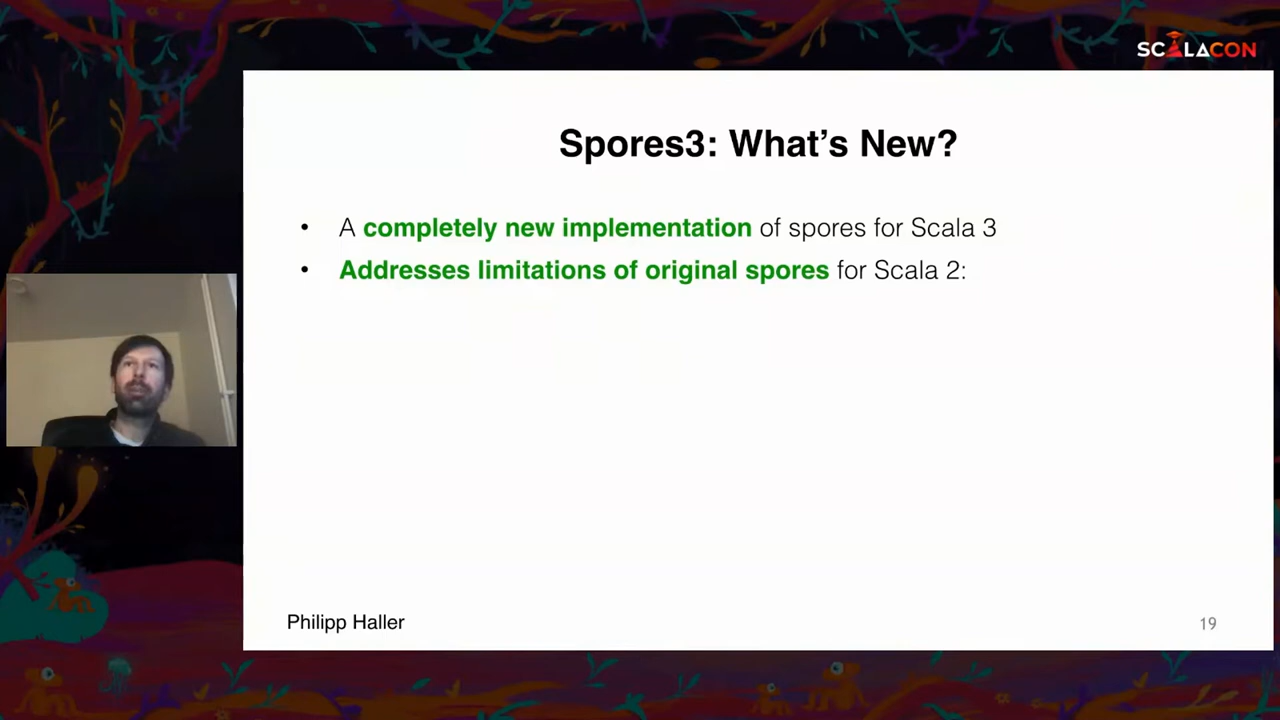 SCALACON
Spores3: What's New?
• A completely new implementation of spores for Scala 3
• Addresses limitations of original spores for Scala 2:
Philipp Haller
19